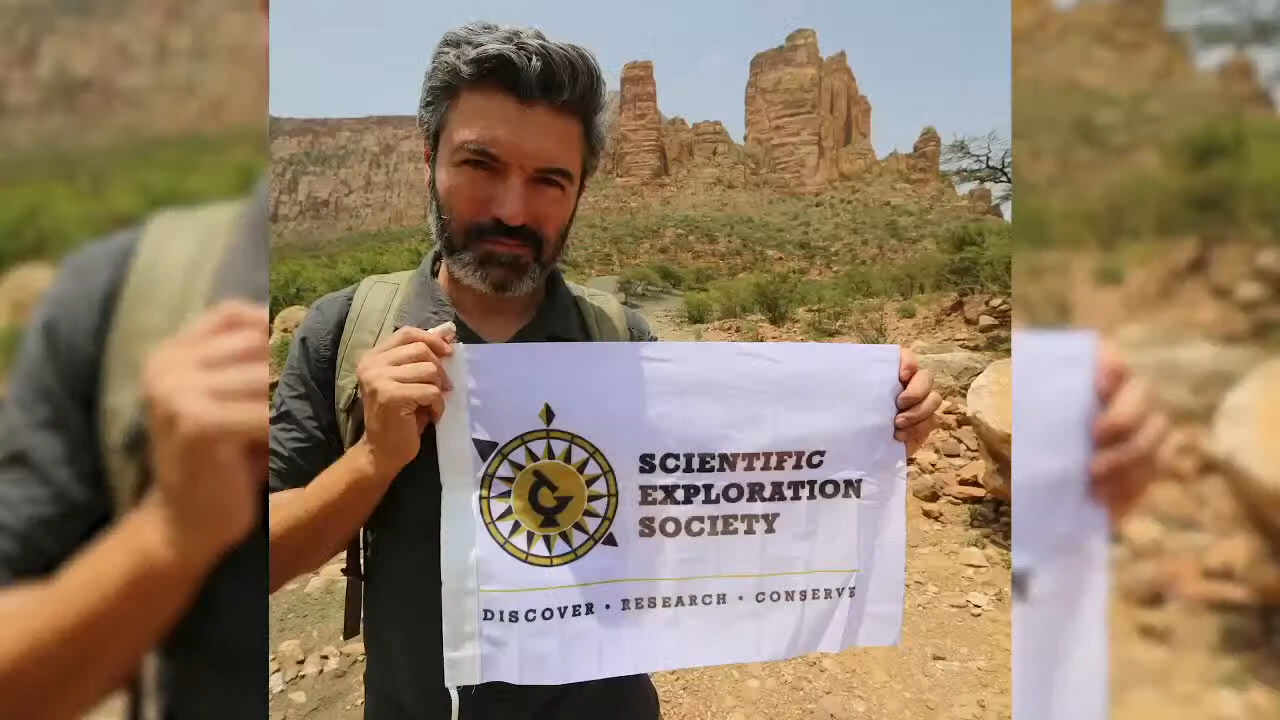 SCIENTIFIC
EXPLORATION
SOCIETY
DISCOVER • RESEARCH • CONSERVE